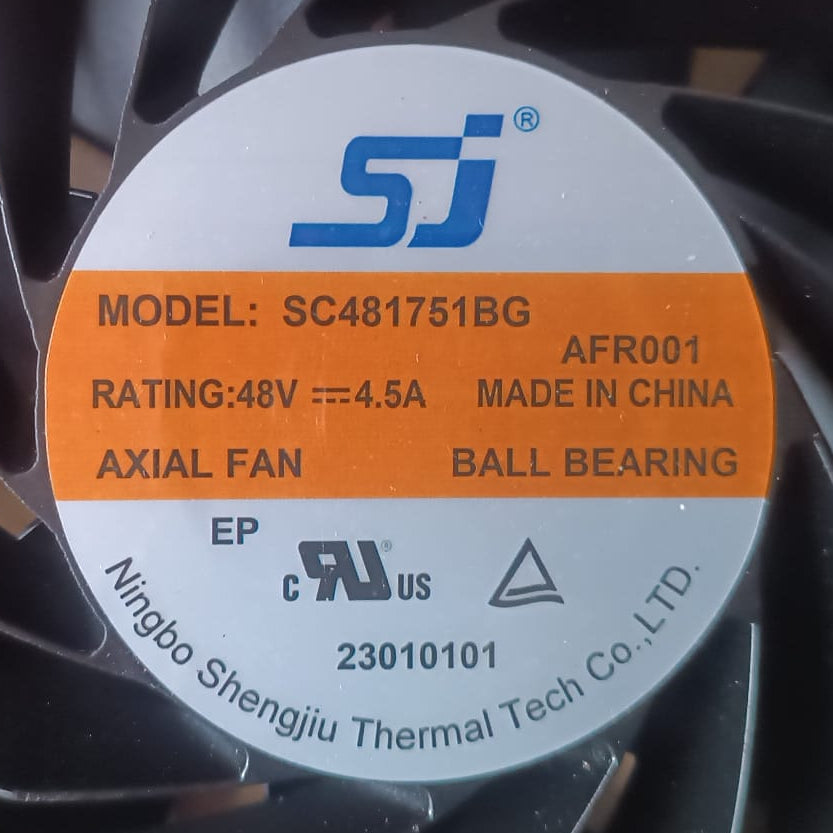 SJ®
MODEL: SC481751BG
AFR001
RATING:48V ⎓4.5A MADE IN CHINA
AXIAL FAN BALL BEARING
EP
c RU® US
23010101
Ningbo Shengjiu Thermal Tech Co.,LTD.